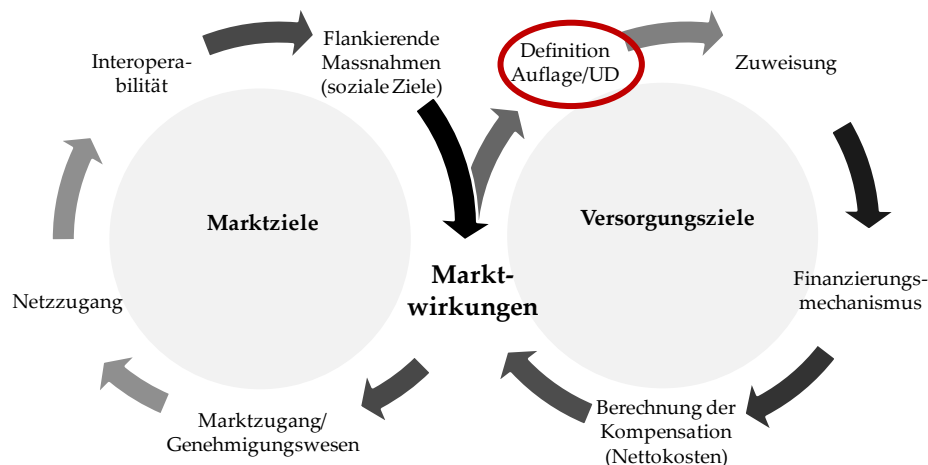 Interopera-
bilität
Flankierende
Massnahmen
(soziale Ziele)
Definition
Auflage/UD
Zuweisung
Marktziele
Versorgungsziele
Markt-
wirkungen
Netzzugang
Finanzierungs-
mechanismus
Marktzugang/
Genehmigungswesen
Berechnung der
Kompensation
(Nettokosten)